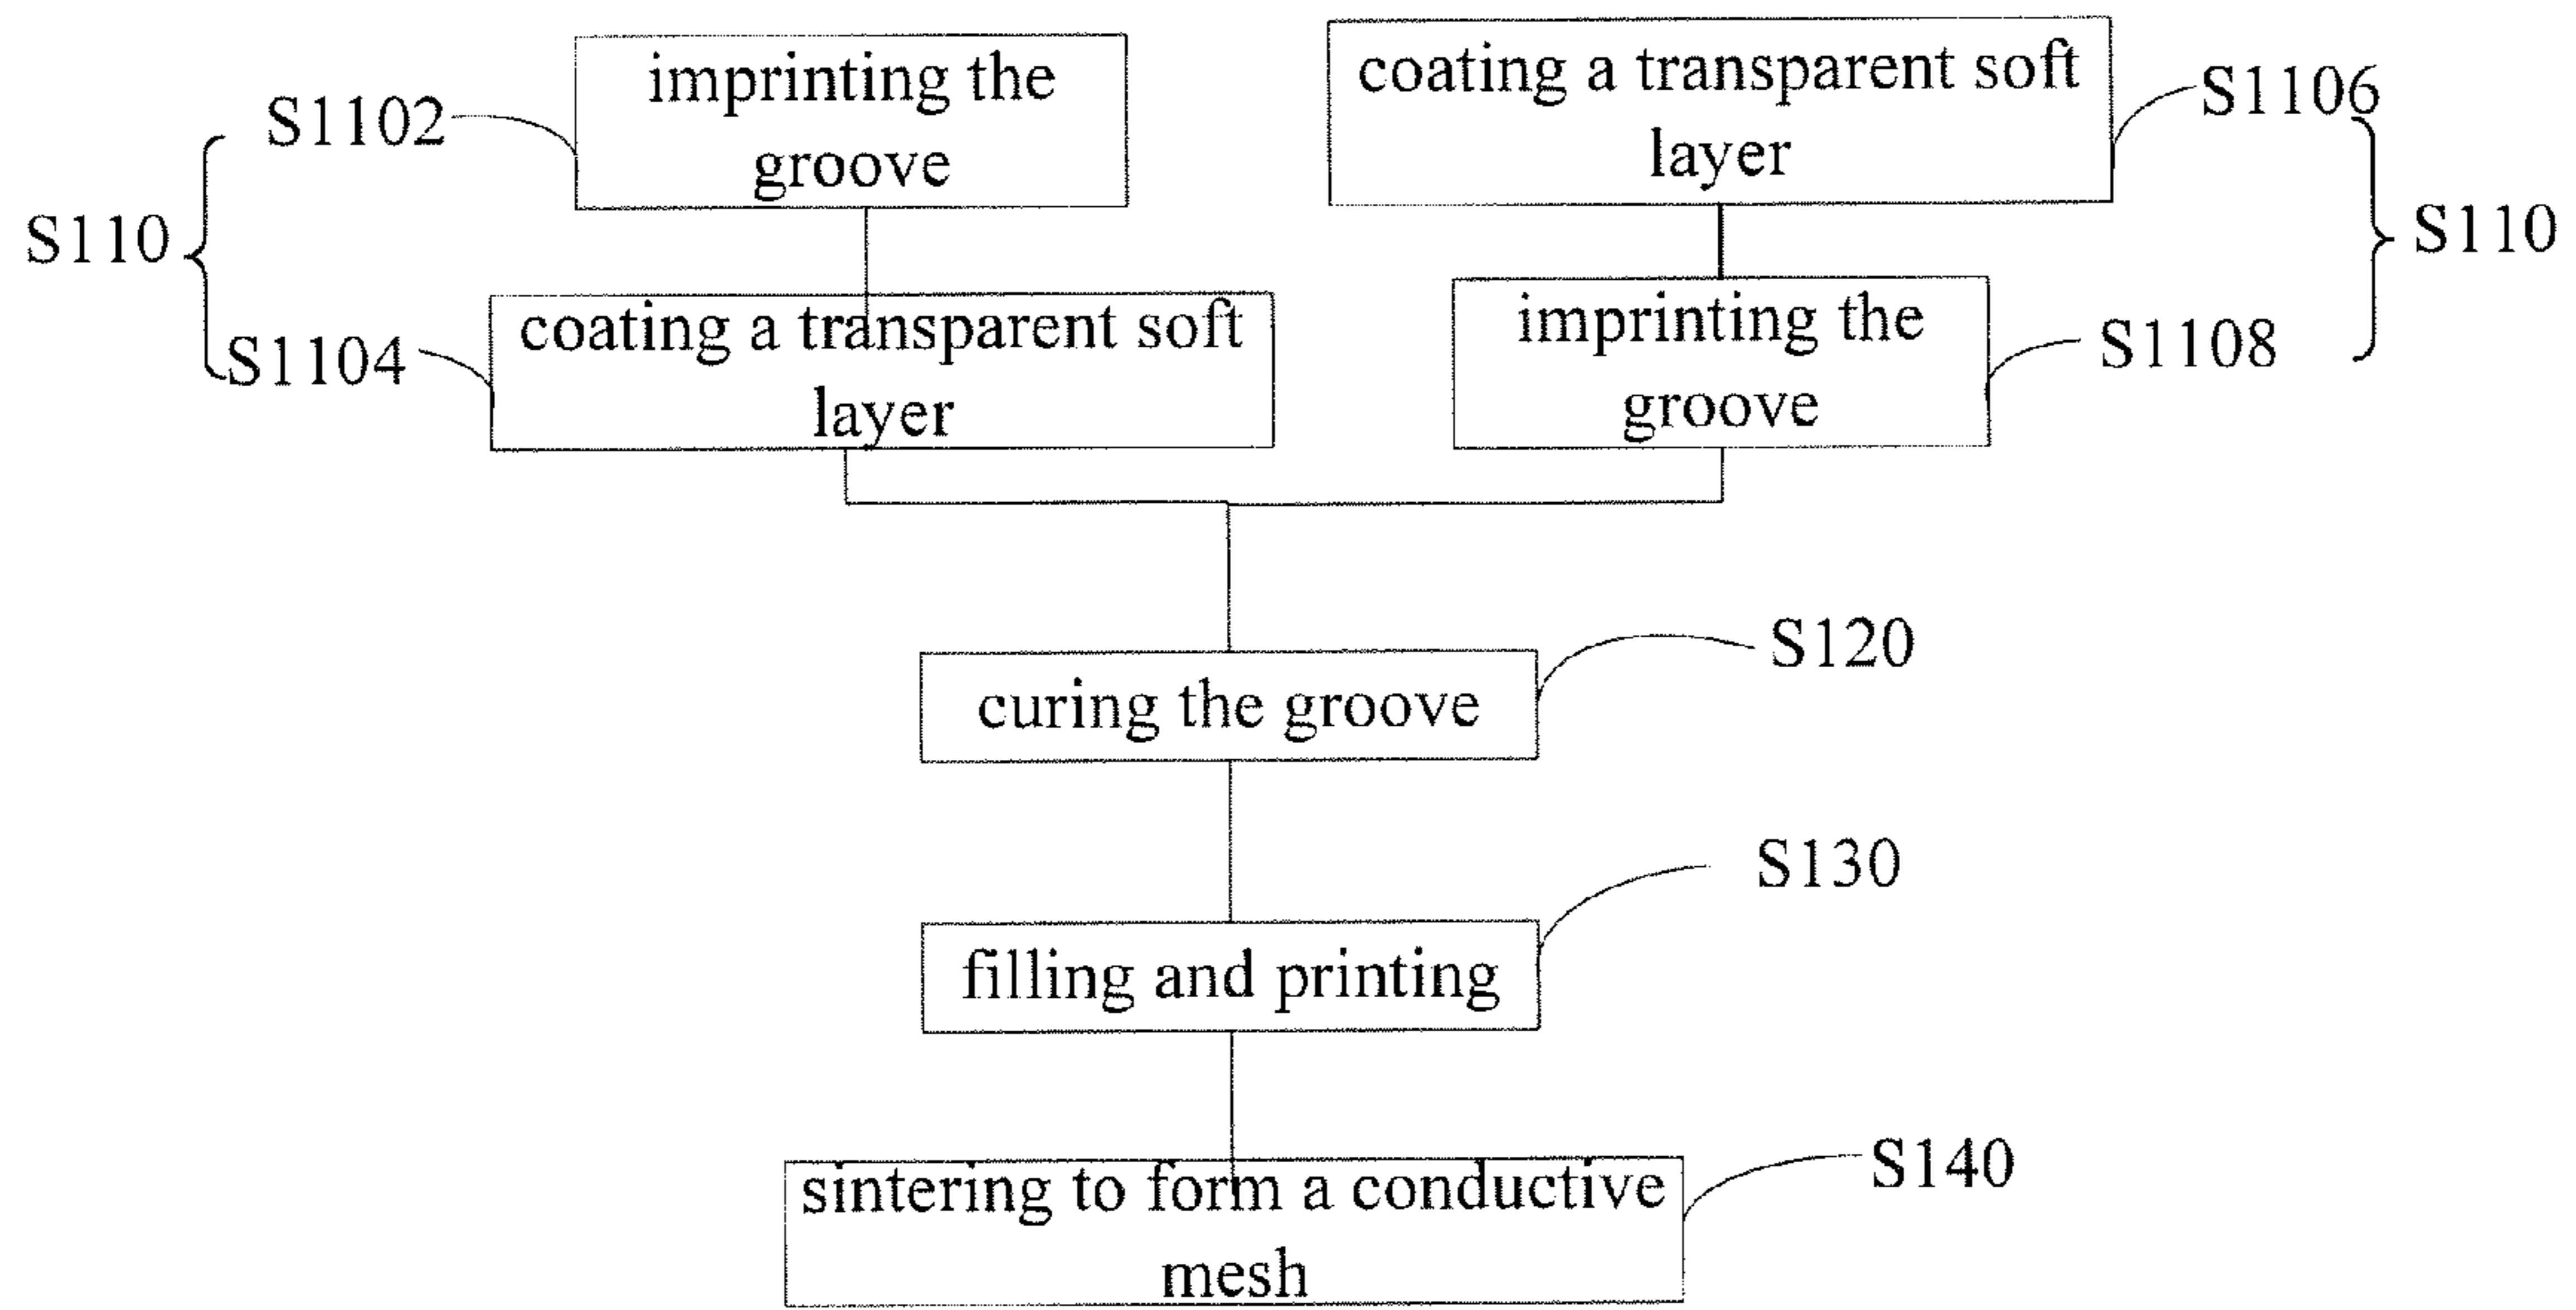 imprinting the
groove
S1102
coating a transparent soft
layer
S1106
S110
S110
coating a transparent soft
layer
S1104
imprinting the
groove
S1108
curing the groove
S120
filling and printing
S130
sintering to form a conductive
mesh
S140